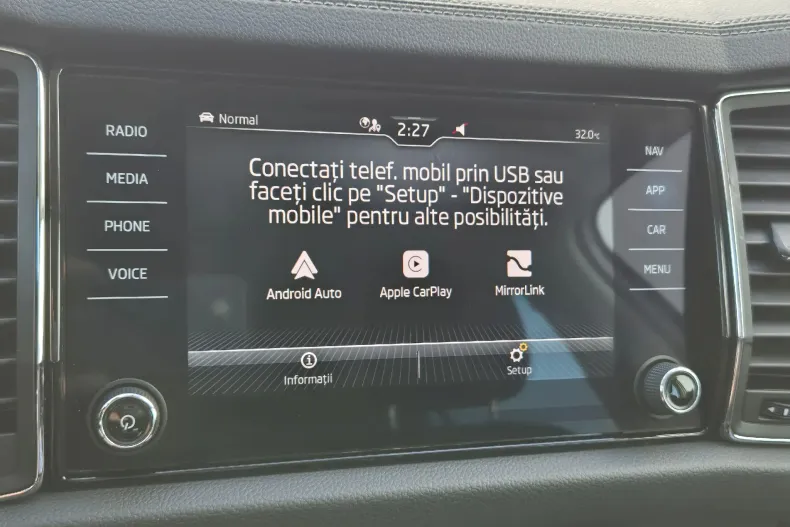 RADIO
MEDIA
PHONE
VOICE
Normal
2:27
32.0°C
Conectați telef. mobil prin USB sau
faceți clic pe "Setup" - "Dispozitive
mobile" pentru alte posibilități.
Android Auto
Apple CarPlay
MirrorLink
Informații
Setup
NAV
APP
CAR
MENU